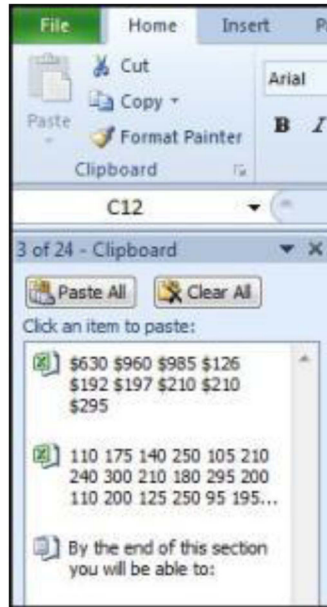 File Home Insert P
Cut
Arial
Copy
Paste
Format Painter
B I
Clipboard
C12
3 of 24 - Clipboard
Paste All Clear All
Click an item to paste:
$630 $960 $985 $126
$192 $197 $210 $210
$295
110 175 140 250 105 210
240 300 210 180 295 200
110 200 125 250 95 195...
By the end of this section
you will be able to: